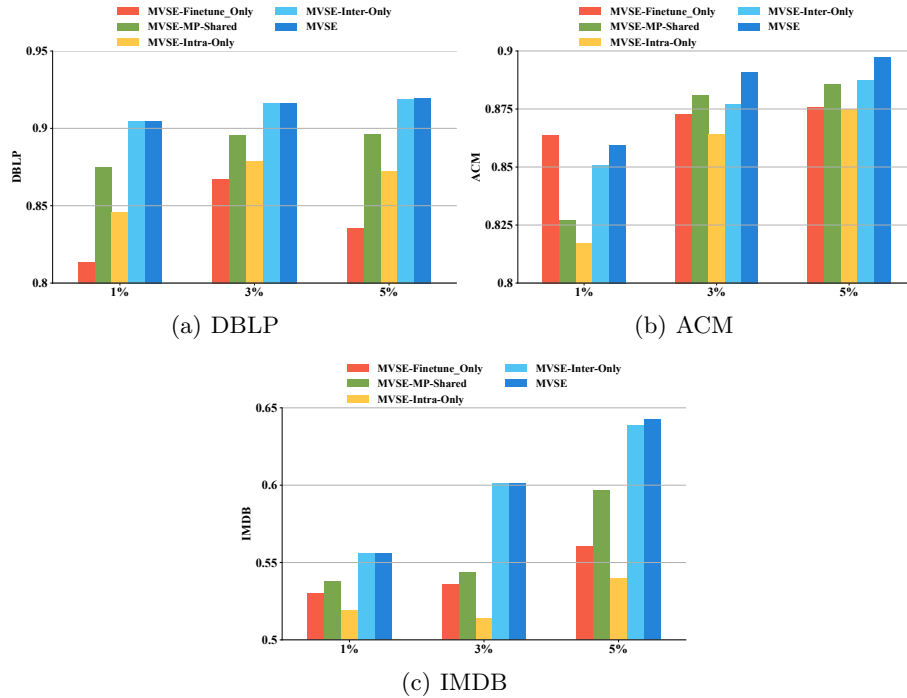 MVSE-Finetune_Only MVSE-Inter-Only
MVSE-MP-Shared MVSE
MVSE-Intra-Only
0.95
0.9
0.85
0.8
DBLP
1% 3% 5%
(a) DBLP
MVSE-Finetune_Only MVSE-Inter-Only
MVSE-MP-Shared MVSE
MVSE-Intra-Only
0.9
0.875
0.85
0.825
0.8
ACM
1% 3% 5%
(b) ACM
MVSE-Finetune_Only MVSE-Inter-Only
MVSE-MP-Shared MVSE
MVSE-Intra-Only
0.65
0.6
0.55
0.5
IMDB
1% 3% 5%
(c) IMDB